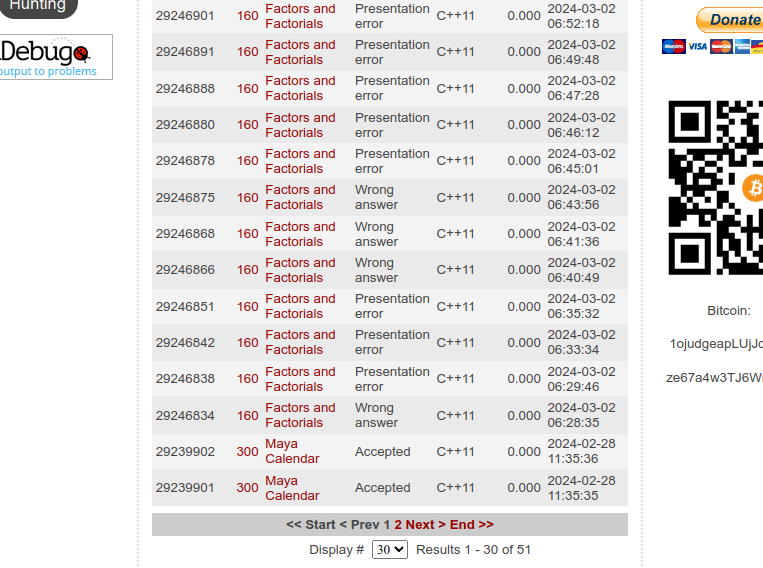 Hunting
Debug
output to problems
29246901 160 Factors and Factorials Presentation error C++11 0.000 2024-03-02 06:52:18
29246891 160 Factors and Factorials Presentation error C++11 0.000 2024-03-02 06:49:48
29246888 160 Factors and Factorials Presentation error C++11 0.000 2024-03-02 06:47:28
29246880 160 Factors and Factorials Presentation error C++11 0.000 2024-03-02 06:46:12
29246878 160 Factors and Factorials Presentation error C++11 0.000 2024-03-02 06:45:01
29246875 160 Factors and Factorials Wrong answer C++11 0.000 2024-03-02 06:43:56
29246868 160 Factors and Factorials Wrong answer C++11 0.000 2024-03-02 06:41:36
29246866 160 Factors and Factorials Wrong answer C++11 0.000 2024-03-02 06:40:49
29246851 160 Factors and Factorials Presentation error C++11 0.000 2024-03-02 06:35:32
29246842 160 Factors and Factorials Presentation error C++11 0.000 2024-03-02 06:33:34
29246838 160 Factors and Factorials Presentation error C++11 0.000 2024-03-02 06:29:46
29246834 160 Factors and Factorials Wrong answer C++11 0.000 2024-03-02 06:28:35
29239902 300 Maya Calendar Accepted C++11 0.000 2024-02-28 11:35:36
29239901 300 Maya Calendar Accepted C++11 0.000 2024-02-28 11:35:35
<< Start < Prev 1 2 Next > End >>
Display # 30 Results 1 - 30 of 51
Donate
Maestro VISA
Bitcoin:
1ojudgeapLUjJ
ze67a4w3TJ6W